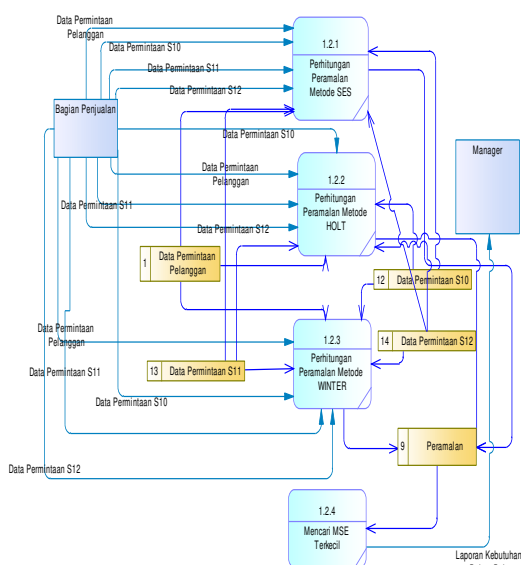 Data Permintaan
Pelanggan
Data Permintaan S10
Data Permintaan S11
Data Permintaan S12
1.2.1
Perhitungan
Peramalan
Metode SES
Bagian Penjualan
Data Permintaan S10
Manager
1.2.2
Perhitungan
Peramalan Metode
HOLT
Data Permintaan
Pelanggan
Data Permintaan S11
Data Permintaan S12
1 Data Permintaan
Pelanggan
12 Data Permintaan S10
1.2.3
Perhitungan
Peramalan Metode
WINTER
Data Permintaan
Pelanggan
14 Data Permintaan S12
13 Data Permintaan S11
Data Permintaan S11
Data Permintaan S10
9 Peramalan
Data Permintaan S12
1.2.4
Mencari MSE
Terkecil
Laporan Kebutuhan